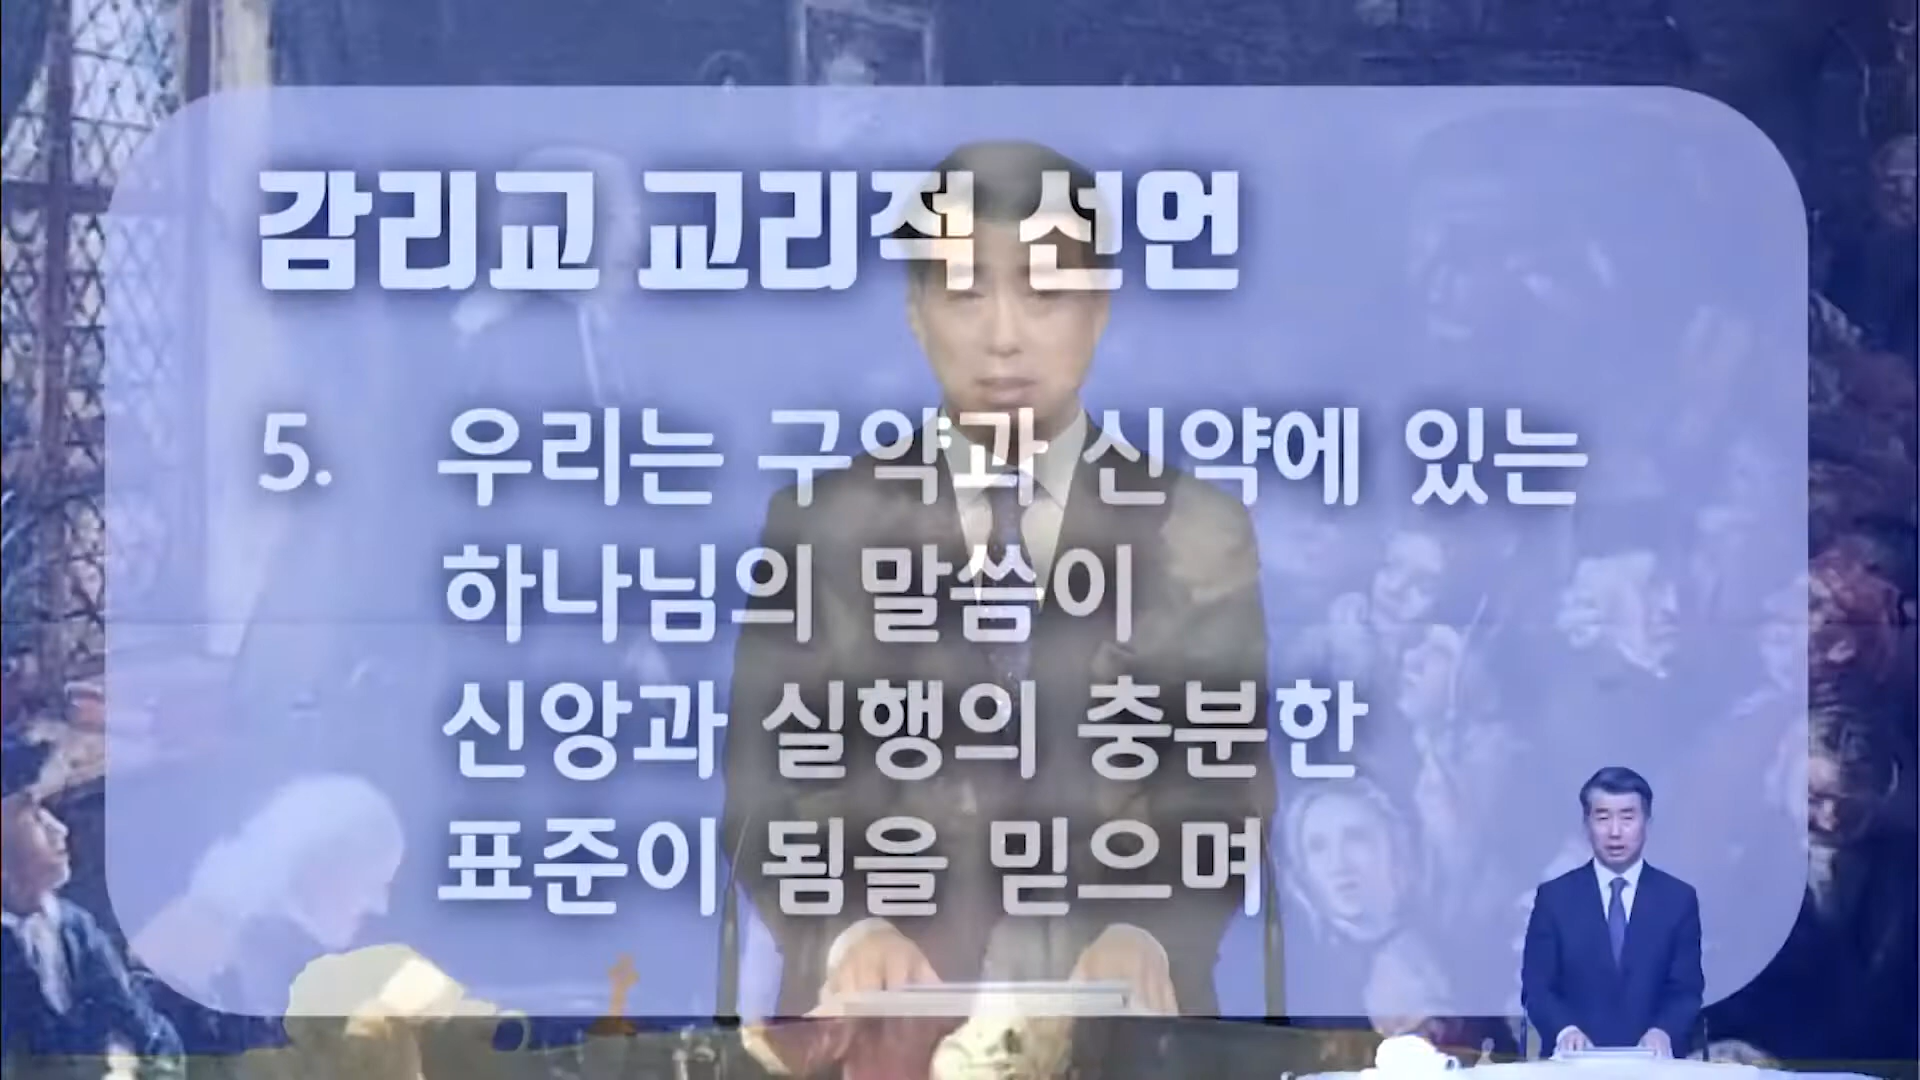 감리교 교리적 선언
5. 우리는 구약과 신약에 있는
하나님의 말씀이
신앙과 실행의 충분한
표준이 됨을 믿으며